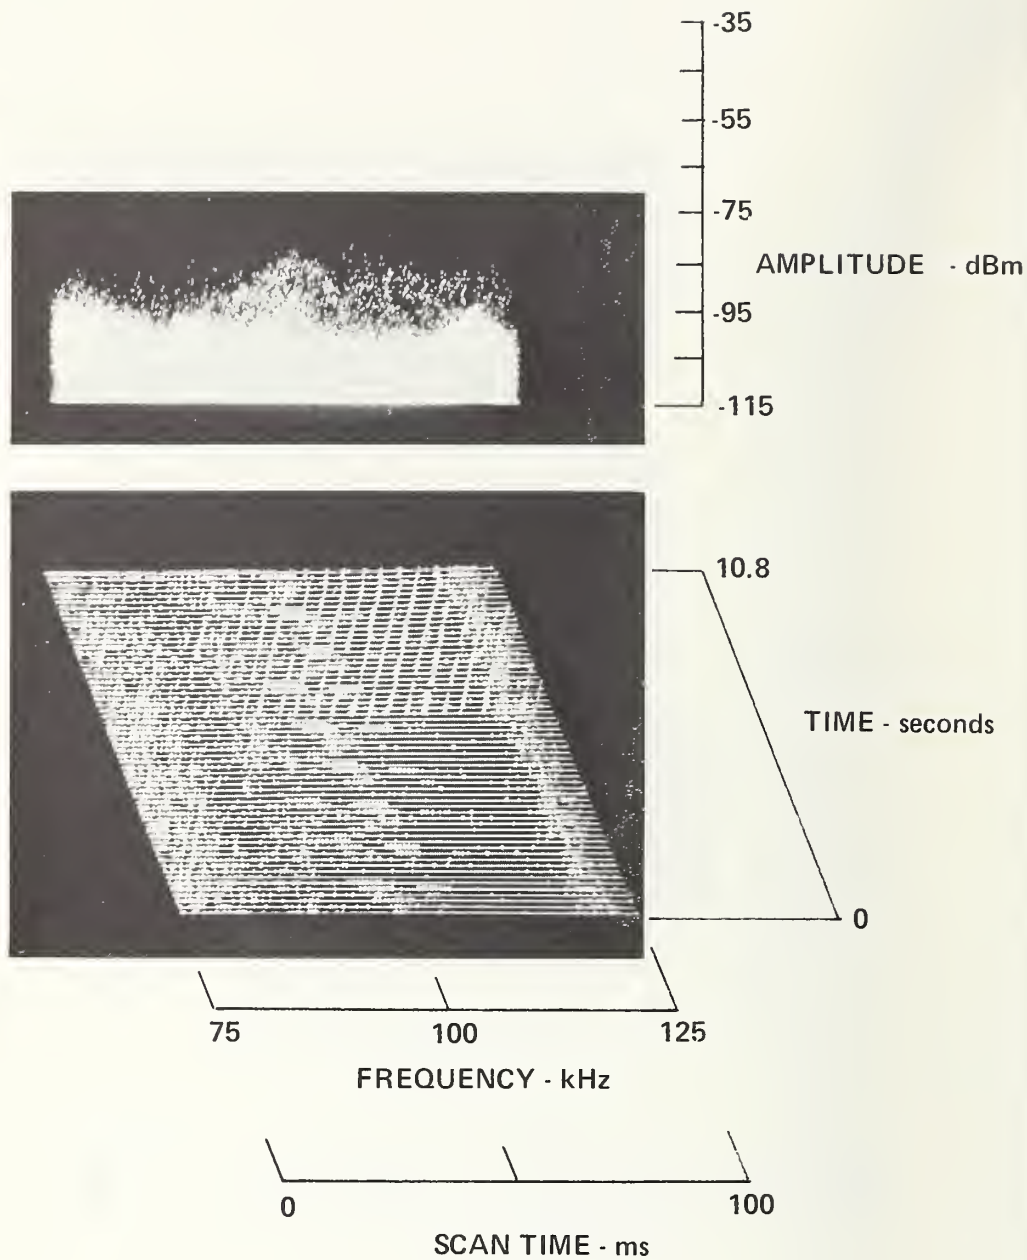 -35
-55
-75
AMPLITUDE - dBm
-95
-115
10.8
TIME - seconds
0
75 100 125
FREQUENCY - kHz
0 100
SCAN TIME - ms